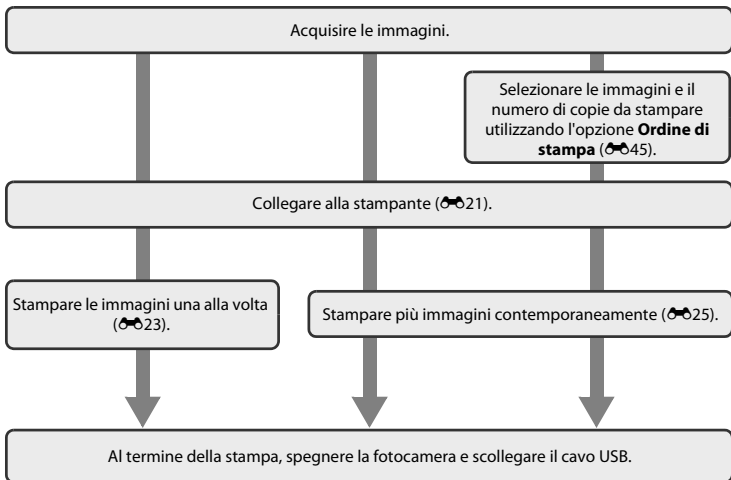 Acquisire le immagini.
Selezionare le immagini e il
numero di copie da stampare
utilizzando l'opzione Ordine di
stampa (45).
Collegare alla stampante (21).
Stampare le immagini una alla volta
(23).
Stampare più immagini contemporaneamente (25).
Al termine della stampa, spegnere la fotocamera e scollegare il cavo USB.